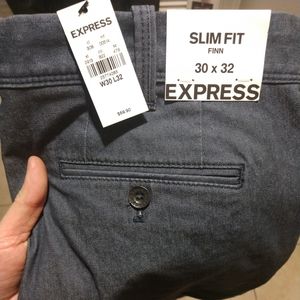 EXPRESS
W30 L32
$69.90
SLIM FIT
FINN
30 x 32
EXPRESS